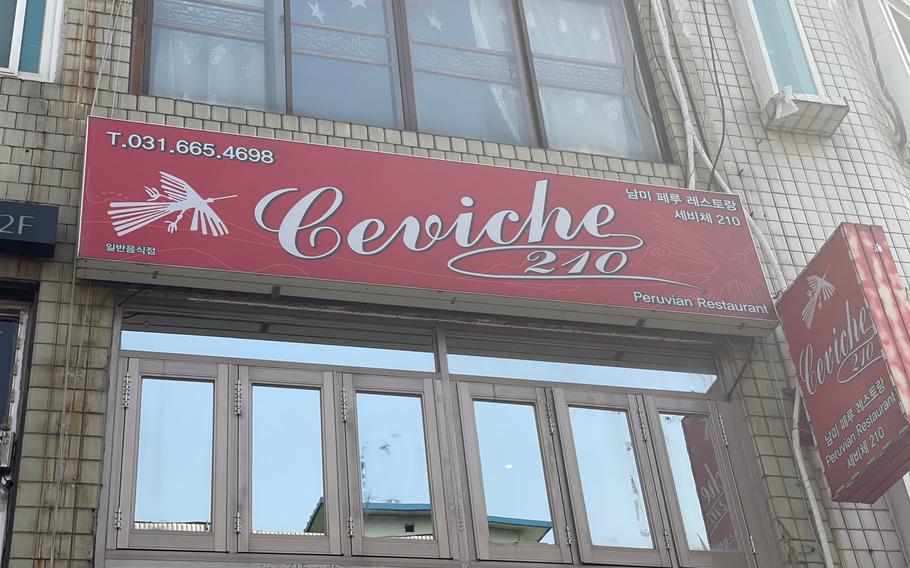 T.031.665.4698
남미 페루 레스토랑
세비체 210
Ceviche
210
일반음식점
Peruvian Restaurant
2F
Ceviche
210
남미 페루 레스토랑
Peruvian Restaurant
세비체 210